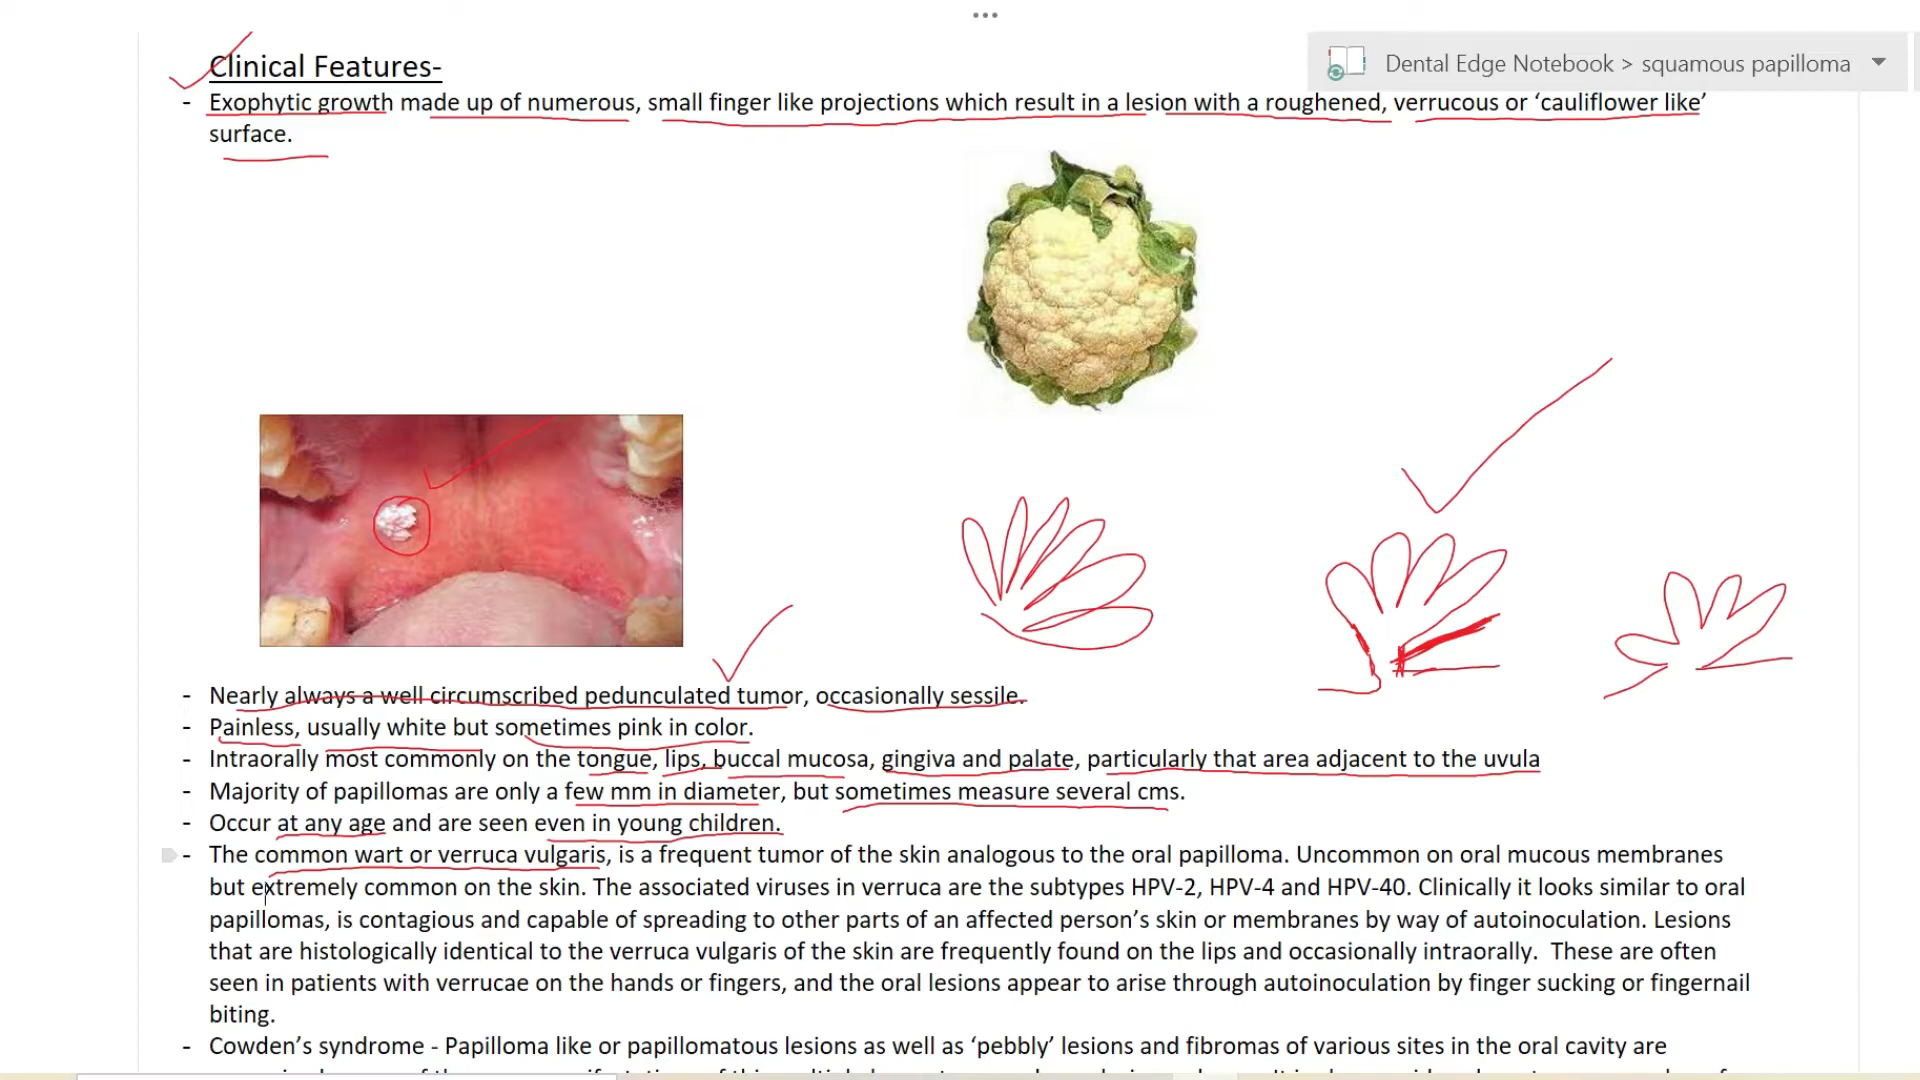 Clinical Features-
Dental Edge Notebook > squamous papilloma
- Exophytic growth made up of numerous, small finger like projections which result in a lesion with a roughened, verrucous or ‘cauliflower like’
surface.
- Nearly always a well circumscribed pedunculated tumor, occasionally sessile.
- Painless, usually white but sometimes pink in color.
- Intraorally most commonly on the tongue, lips, buccal mucosa, gingiva and palate, particularly that area adjacent to the uvula
- Majority of papillomas are only a few mm in diameter, but sometimes measure several cms.
- Occur at any age and are seen even in young children.
- The common wart or verruca vulgaris, is a frequent tumor of the skin analogous to the oral papilloma. Uncommon on oral mucous membranes
but extremely common on the skin. The associated viruses in verruca are the subtypes HPV-2, HPV-4 and HPV-40. Clinically it looks similar to oral
papillomas, is contagious and capable of spreading to other parts of an affected person’s skin or membranes by way of autoinoculation. Lesions
that are histologically identical to the verruca vulgaris of the skin are frequently found on the lips and occasionally intraorally. These are often
seen in patients with verrucae on the hands or fingers, and the oral lesions appear to arise through autoinoculation by finger sucking or fingernail
biting.
- Cowden’s syndrome - Papilloma like or papillomatous lesions as well as ‘pebbly’ lesions and fibromas of various sites in the oral cavity are